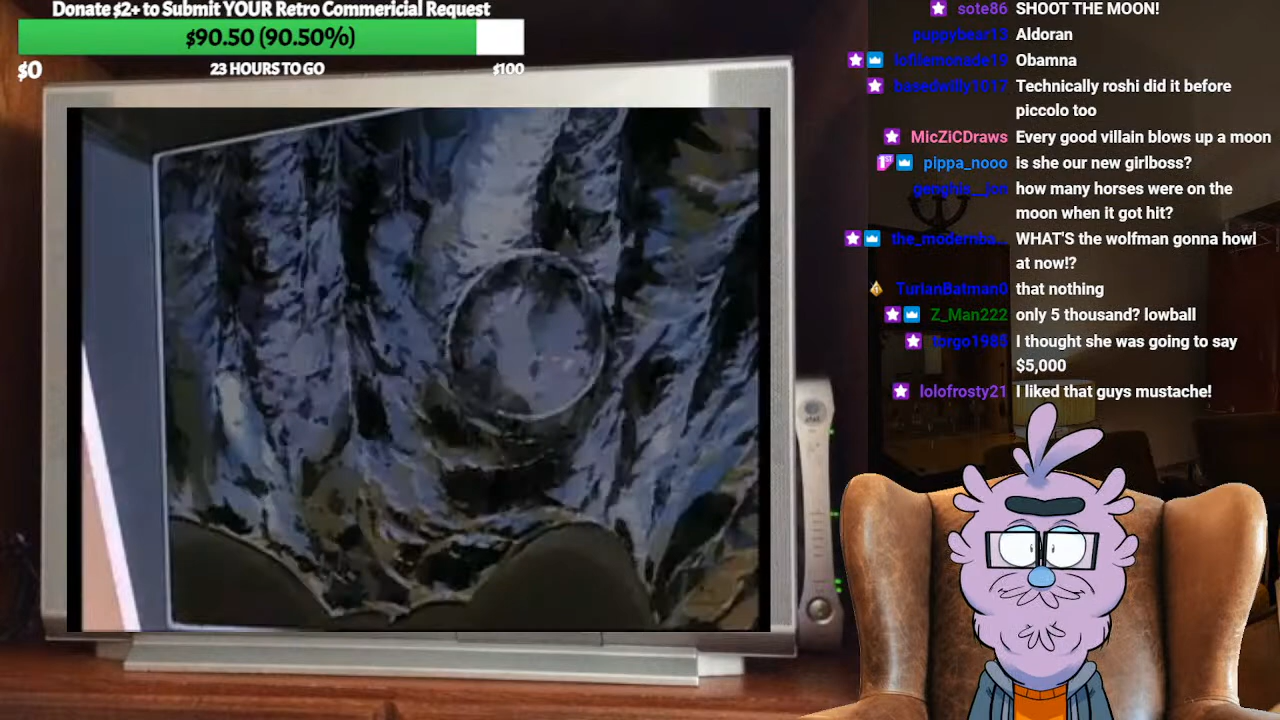 Donate $2+ to Submit YOUR Retro Commericial Request
$90.50 (90.50%)
$0
23 HOURS TO GO
$100
sote86 SHOOT THE MOON!
puppybear13 Aldoran
lofilemonade19 Obamna
basedwilly1017 Technically roshi did it before
piccolo too
MicZiCDraws Every good villain blows up a moon
pippa_nooo is she our new girlboss?
genghis__jon how many horses were on the
moon when it got hit?
the_modernba... WHAT'S the wolfman gonna howl
at now!?
TurianBatman0 that nothing
Z_Man222 only 5 thousand? lowball
torgo1985 I thought she was going to say
$5,000
lolofrosty21 I liked that guys mustache!